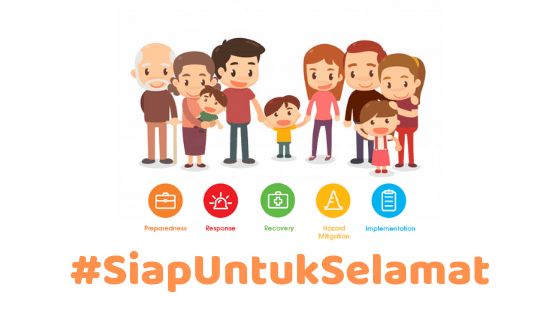 Preparedness
Response
Recovery
Hazard
Mitigation
Implementation
#SiapUntukSelamat